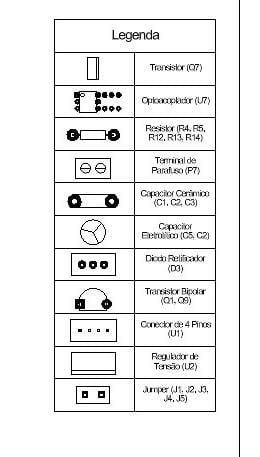 Legenda
Transistor (Q7)
Optoacoplador (U7)
Resistor (R4, R5,
R12, R13, R14)
Terminal de
Parafuso (P7)
Capacitor Cerâmico
(C1, C2, C3)
Capacitor
Eletrolítico (C5, C2)
Diodo Retificador
(D3)
Transistor Bipolar
(Q1, Q9)
Conector de 4 Pinos
(U1)
Regulador de
Tensão (U2)
Jumper (J1, J2, J3,
J4, J5)